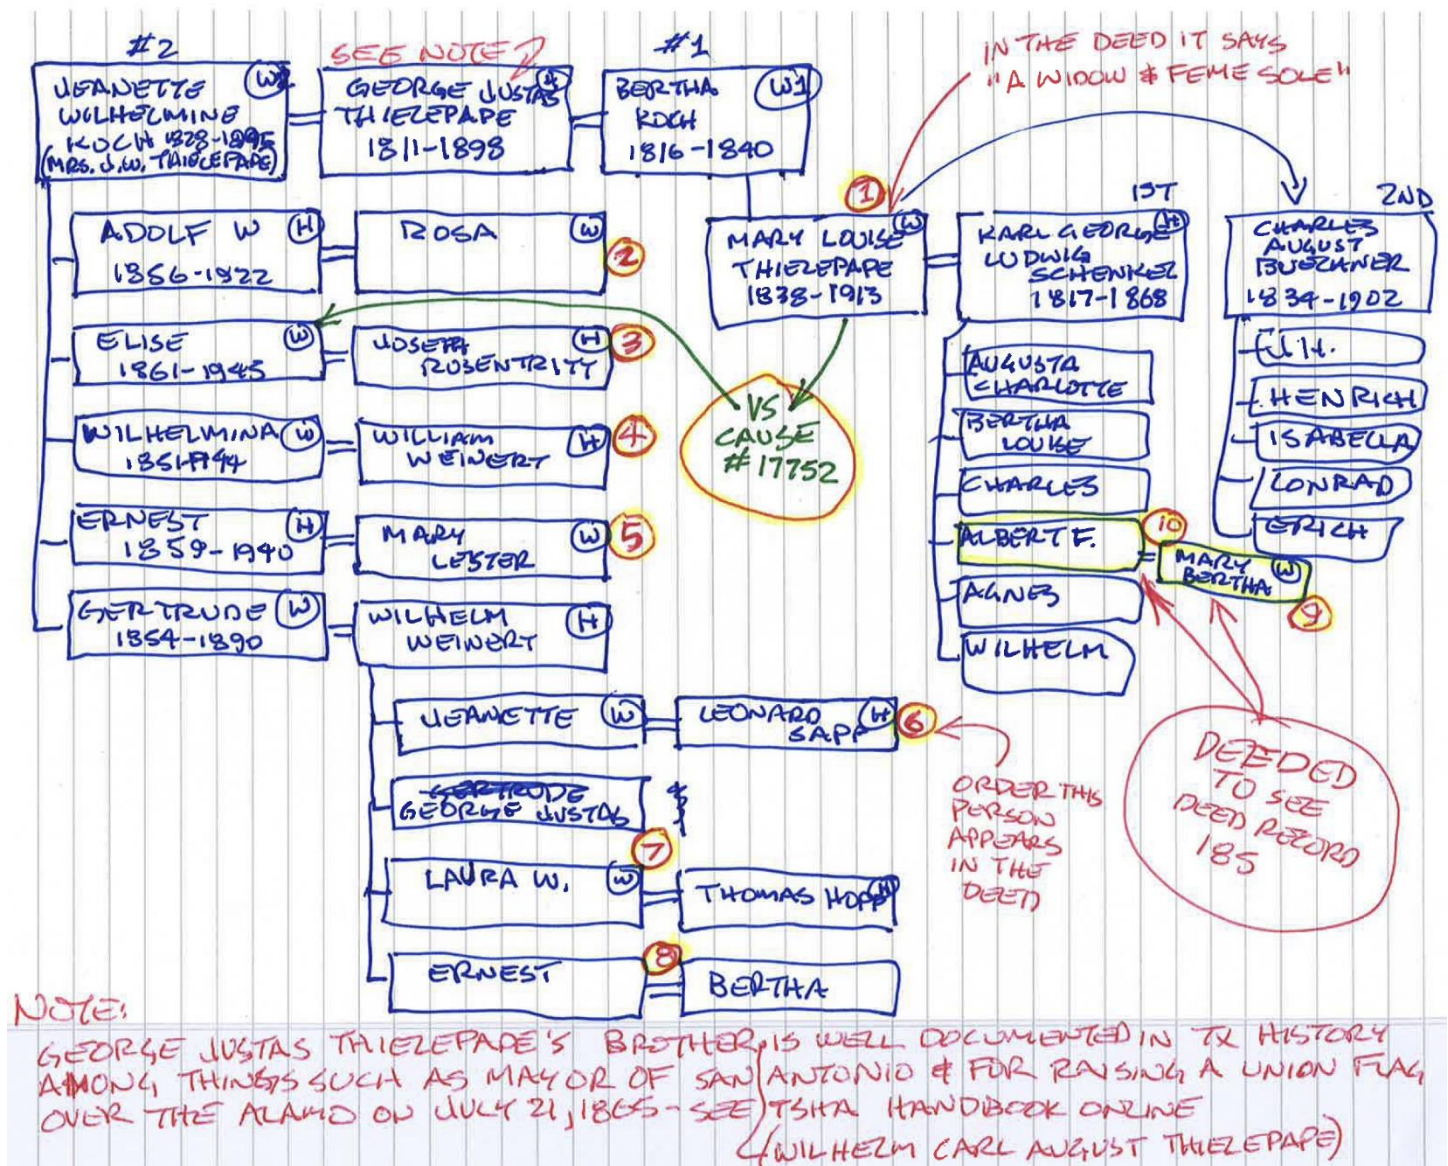 #2
SEE NOTE
#1
IN THE DEED IT SAYS
"A WIDOW & FEME SOLE"
JEANETTE
WILHELMINE
KOCH 1828-1895
(MRS. J.W. THIELEPAPE)
GEORGE JUSTAS
THIELEPAPE
1811-1898
BERTHA
KOCH
1816-1840
W1
1
1ST
2ND
ADOLF W
1856-1922
H
ROSA
W
2
MARY LOUISE
THIELEPAPE
1838-1913
W
KARL GEORGE
LUDWIG
SCHENKEL
1817-1868
H
CHARLES
AUGUST
BUECHNER
1834-1902
ELISE
1861-1945
W
JOSEPH
ROSENTRITT
H
3
VS
CAUSE
#17752
WILHELMINA
W
WILLIAM
WEINERT
H
4
ERNEST
1859-1940
H
MARY
LESTER
W
5
GERTRUDE
1854-1890
W
WILHELM
WEINERT
H
AUGUSTA
CHARLOTTE
BERTHA
LOUISE
CHARLES
ALBERT F.
10
MARY
BERTHA
W
9
AGNES
WILHELM
HENRICH
ISABELLA
CONRAD
ERICH
JEANETTE
W
LEONARD
SAPP
H
6
ORDER THIS
PERSON
APPEARS
IN THE
DEED
DEEDED
TO SEE
DEED RECORD
185
GEORGE JUSTAS
7
LAURA W.
W
THOMAS HOPP
H
ERNEST
8
BERTHA
NOTE:
GEORGE JUSTAS THIELEPAPE'S BROTHER, IS WELL DOCUMENTED IN TX HISTORY
AMONG THINGS SUCH AS MAYOR OF SAN ANTONIO & FOR RAISING A UNION FLAG
OVER THE ALAMO ON JULY 21, 1865 - SEE TSHA HANDBOOK ONLINE
(WILHELM CARL AUGUST THIELEPAPE)